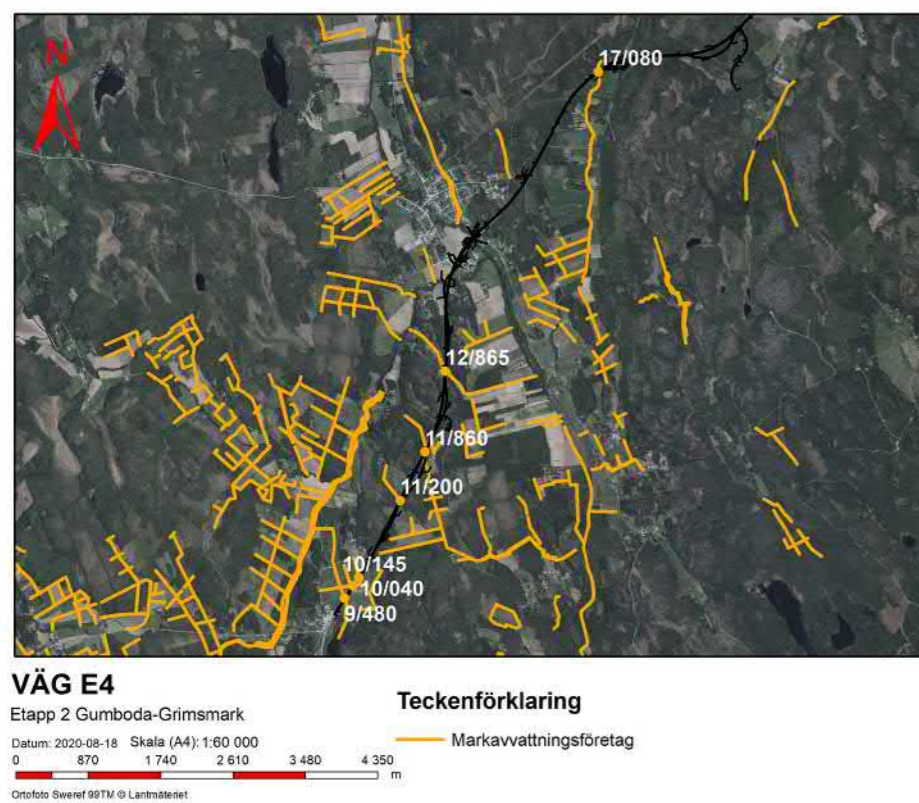 N
17/080
12/865
11/860
11/200
10/145
10/040
9/480
VÄG E4
Etapp 2 Gumboda-Grimsmark
Teckenförklaring
Datum: 2020-08-18 Skala (A4): 1:60 000
Markavvattningsföretag
0 870 1 740 2 610 3 480 4 350
m
Ortofoto Sweref 99TM © Lantmäteriet